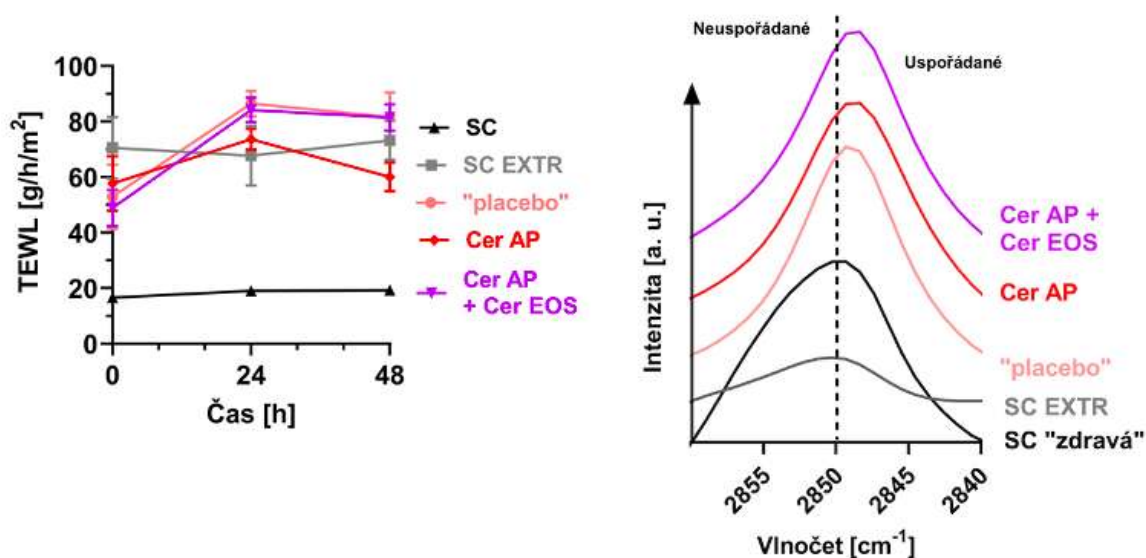 TEWL [g/h/m²]
100
80
60
40
20
0
0 24 48
Čas [h]
SC
SC EXTR
"placebo"
Cer AP
Cer AP
+ Cer EOS
Neuspořádané
Uspořádané
Intenzita [a. u.]
Cer AP +
Cer EOS
Cer AP
"placebo"
SC EXTR
SC "zdravá"
2855 2850 2845 2840
Vlnočet [cm⁻¹]